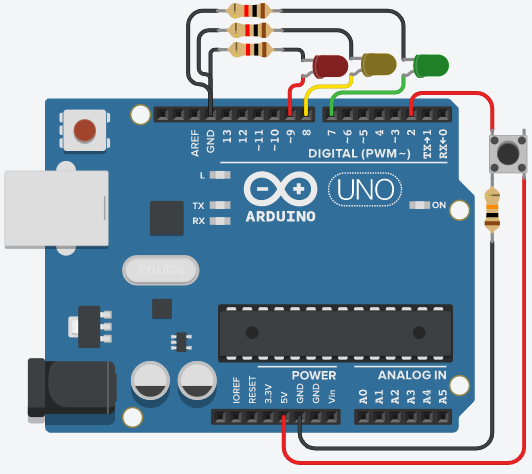 AREF
GND
13
12
~11
~10
~9
8
7
~6
~5
4
~3
2
TX→1
RX←0
DIGITAL (PWM~)
L
TX
RX
UNO
ON
ARDUINO
POWER
ANALOG IN
IOREF
RESET
3.3V
5V
GND
GND
Vin
A0
A1
A2
A3
A4
A5